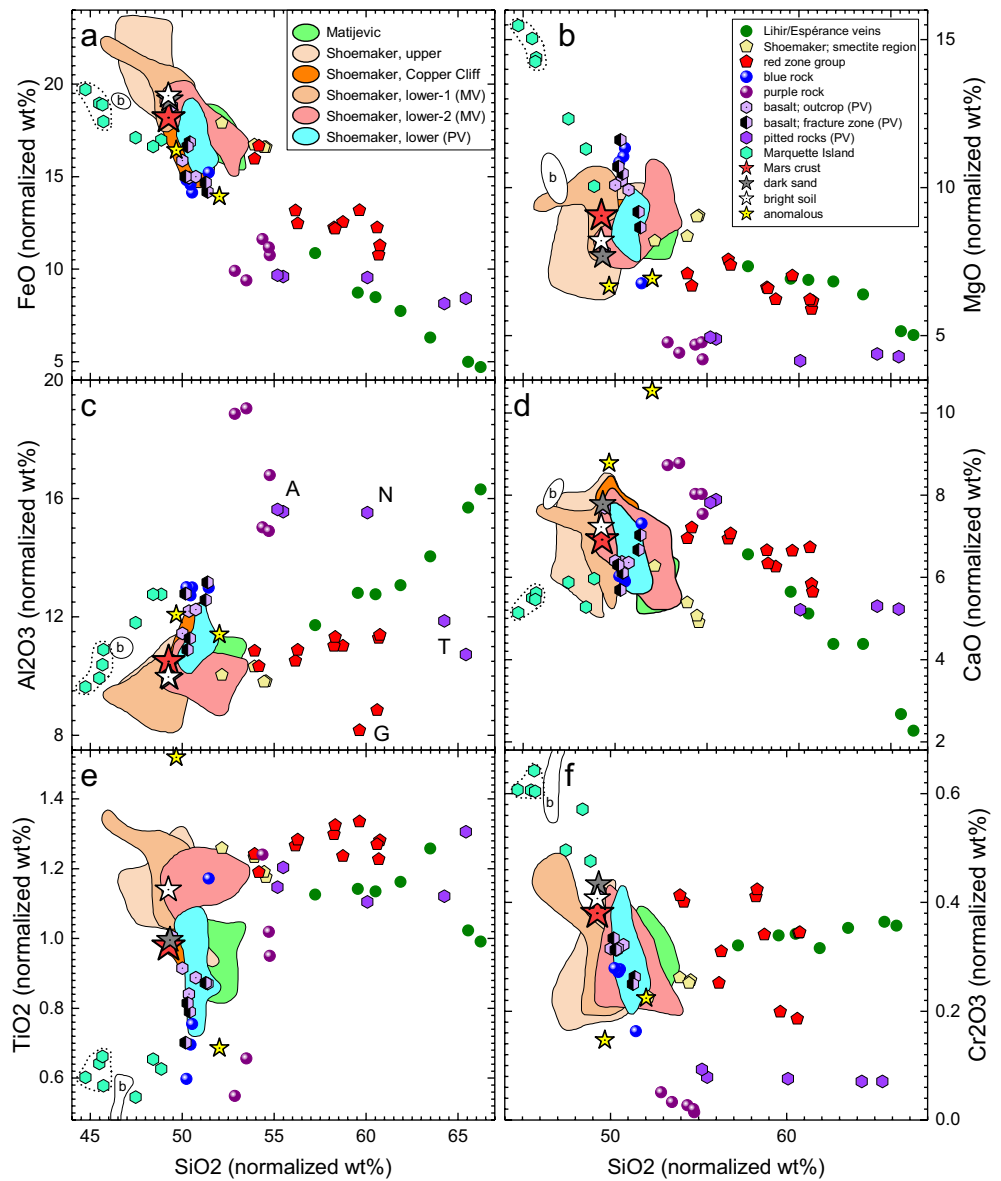 a
FeO (normalized wt%)
20
15
10
5
b
Matijevic
Shoemaker, upper
Shoemaker, Copper Cliff
Shoemaker, lower-1 (MV)
Shoemaker, lower-2 (MV)
Shoemaker, lower (PV)
b
MgO (normalized wt%)
15
10
5
b
Lihir/Espérance veins
Shoemaker; smectite region
red zone group
blue rock
purple rock
basalt; outcrop (PV)
basalt; fracture zone (PV)
pitted rocks (PV)
Marquette Island
Mars crust
dark sand
bright soil
anomalous
c
Al2O3 (normalized wt%)
20
16
12
8
A
N
T
G
b
d
CaO (normalized wt%)
10
8
6
4
2
b
e
TiO2 (normalized wt%)
1.4
1.2
1.0
0.8
0.6
b
45
50
55
60
65
SiO2 (normalized wt%)
f
Cr2O3 (normalized wt%)
0.6
0.4
0.2
0.0
b
50
60
SiO2 (normalized wt%)